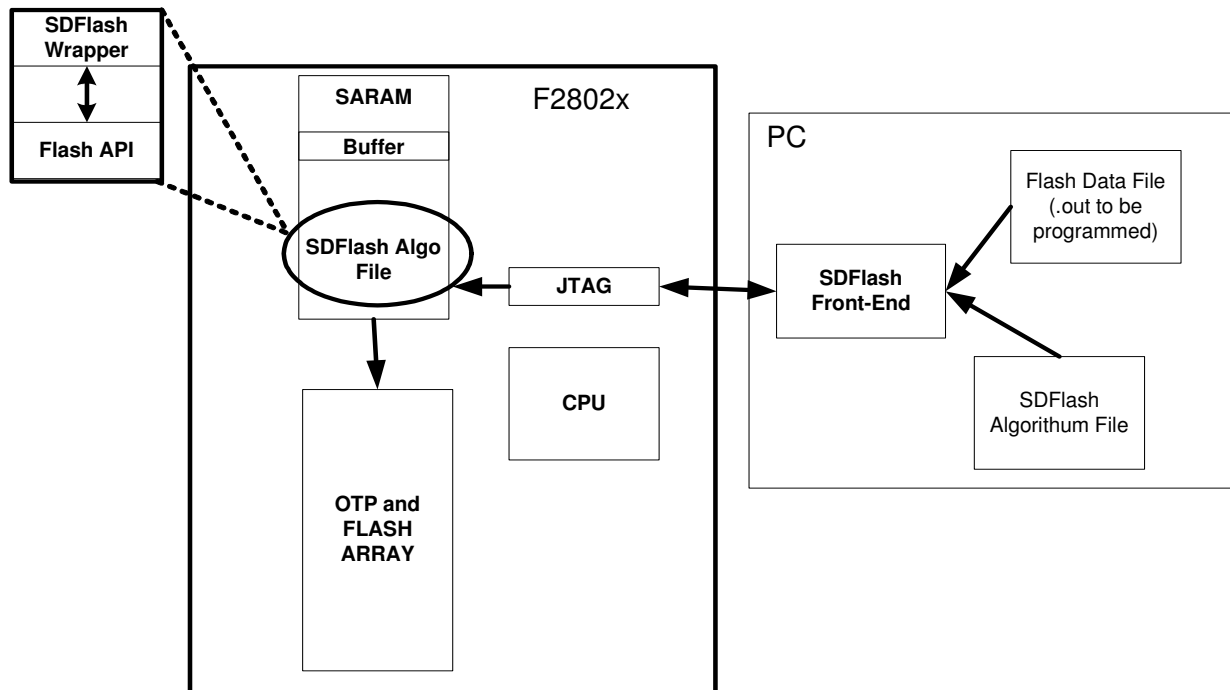 SDFlash
Wrapper
Flash API
F2802x
SARAM
Buffer
SDFlash Algo
File
JTAG
CPU
OTP and
FLASH
ARRAY
PC
Flash Data File
(.out to be
programmed)
SDFlash
Front-End
SDFlash
Algorithum File